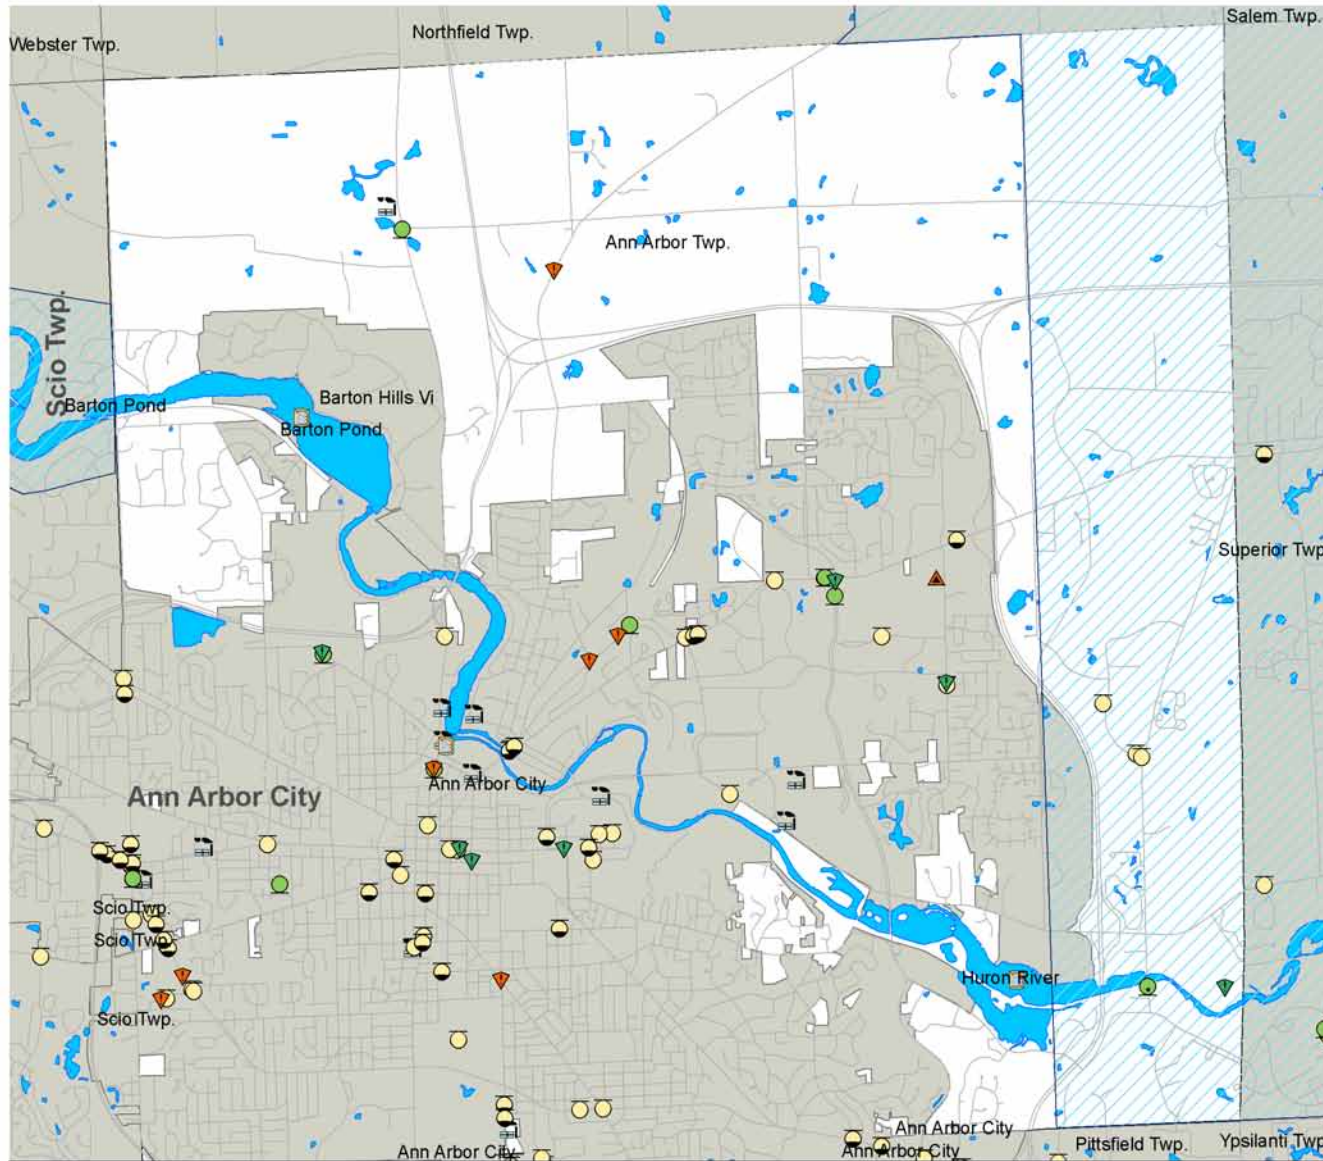 Salem Twp.
Northfield Twp.
Webster Twp.
Ann Arbor Twp.
Scio Twp.
Barton Hills Vi
Barton Pond
Barton Pond
Superior Twp
Ann Arbor City
Ann Arbor City
Scio Twp.
Scio Twp.
Huron River
Scio Twp.
Ann Arbor City
Pittsfield Twp.
Ypsilanti Twp
Ann Arbor City
Ann Arbor City